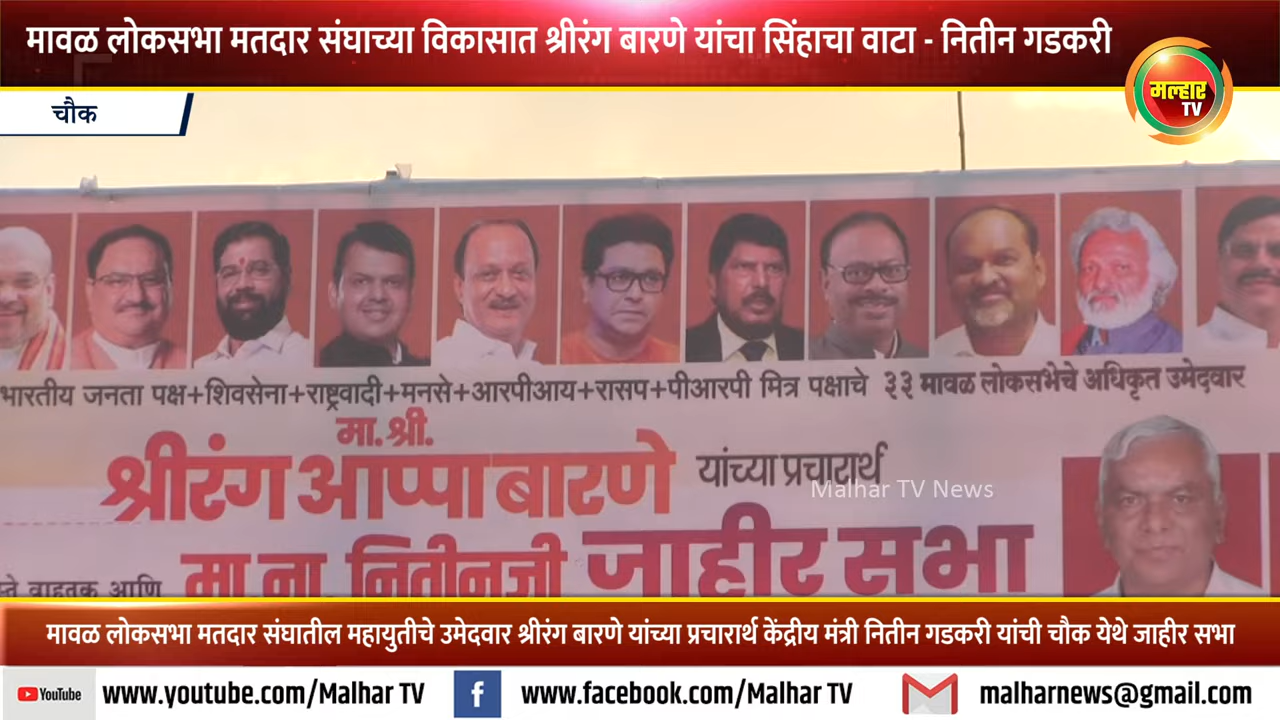 मावळ लोकसभा मतदार संघाच्या विकासात श्रीरंग बारणे यांचा सिंहाचा वाटा - नितीन गडकरी
मल्हार
TV
चौक
भारतीय जनता पक्ष+शिवसेना+राष्ट्रवादी+मनसे+आरपीआय+रासप+पीआरपी मित्र पक्षाचे ३३ मावळ लोकसभेचे अधिकृत उमेदवार
मा. श्री.
श्रीरंग आप्पा बारणे यांच्या प्रचारार्थ
Malhar TV News
मा.ना. नितीनजी जाहीर सभा
वाहतूक आणि
मावळ लोकसभा मतदार संघातील महायुतीचे उमेदवार श्रीरंग बारणे यांच्या प्रचारार्थ केंद्रीय मंत्री नितीन गडकरी यांची चौक येथे जाहीर सभा
YouTube www.youtube.com/Malhar TV f www.facebook.com/Malhar TV malharnews@gmail.com